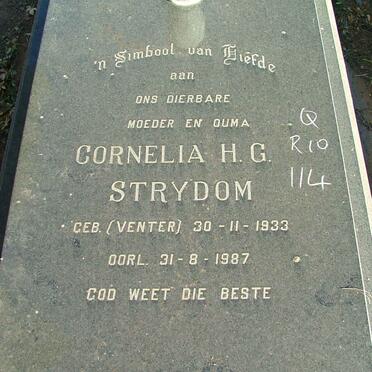 'n Simbool van Liefde
aan
ONS DIERBARE
MOEDER EN OUMA
CORNELIA H. G.
STRYDOM
GEB. (VENTER) 30 - 11 - 1933
OORL. 31 - 8 - 1987
GOD WEET DIE BESTE
Q
R10
114